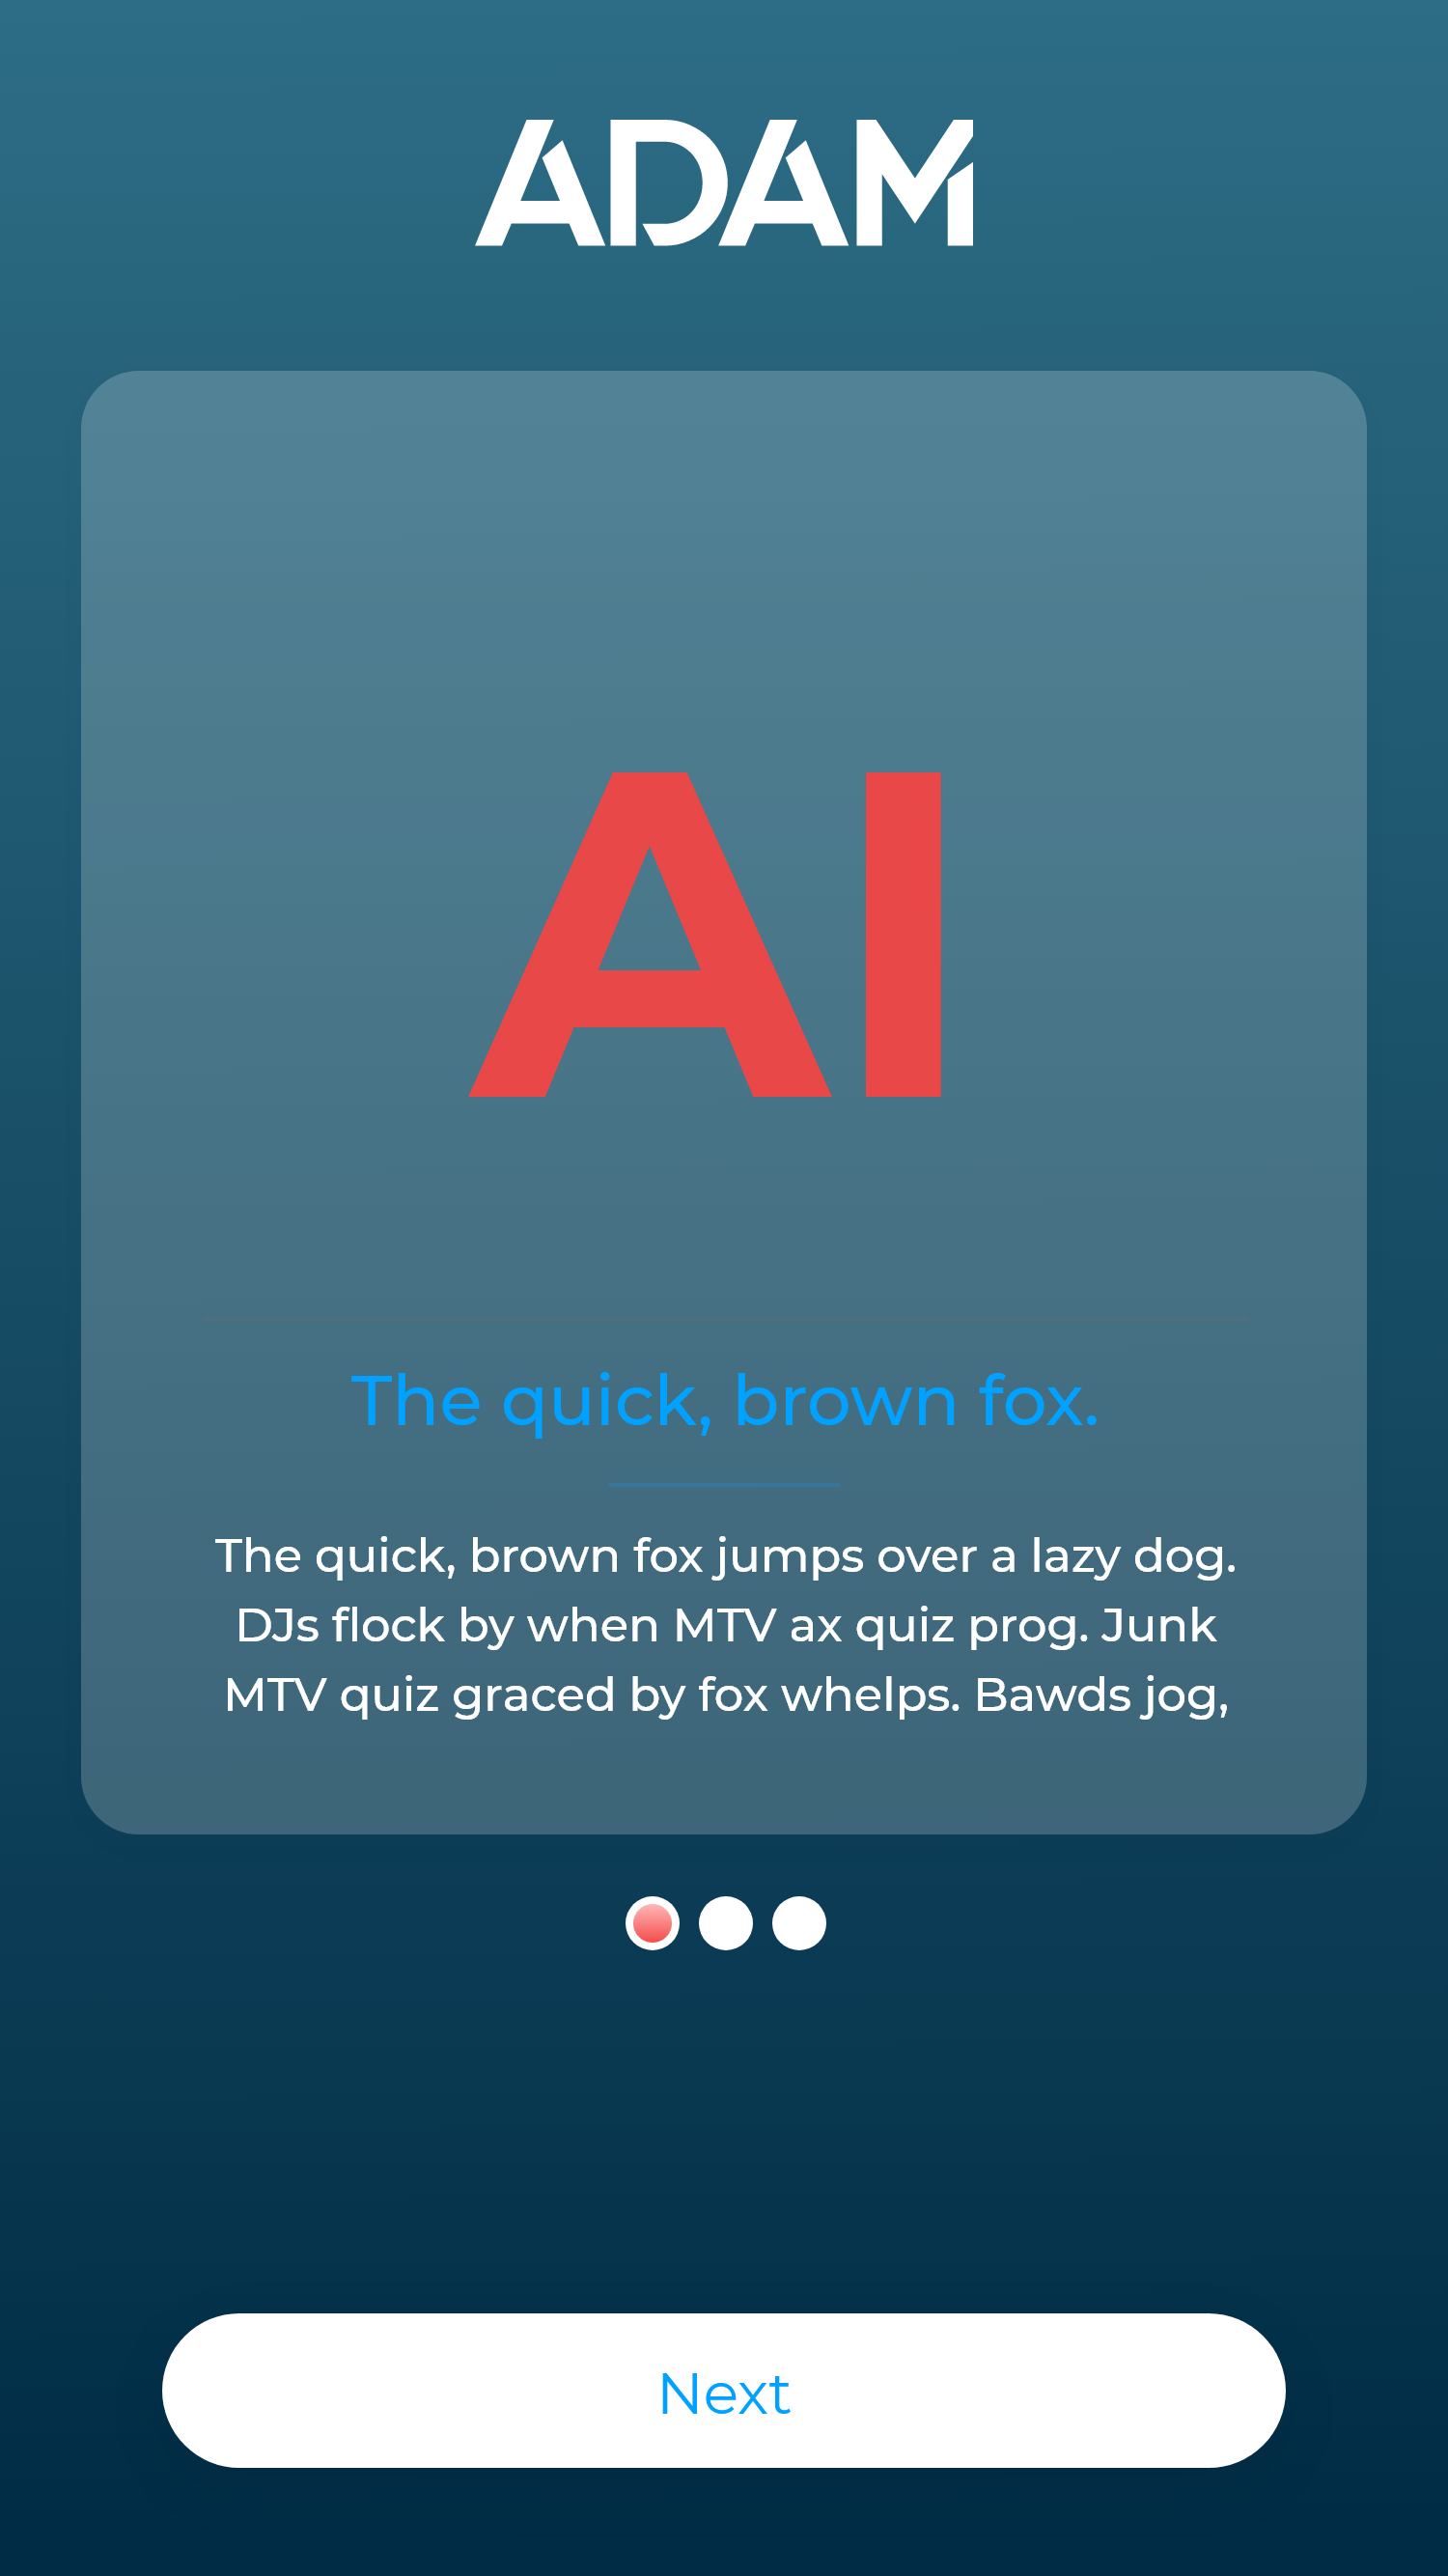 ADAM
AI
The quick, brown fox.
The quick, brown fox jumps over a lazy dog.
DJs flock by when MTV ax quiz prog. Junk
MTV quiz graced by fox whelps. Bawds jog,
Next